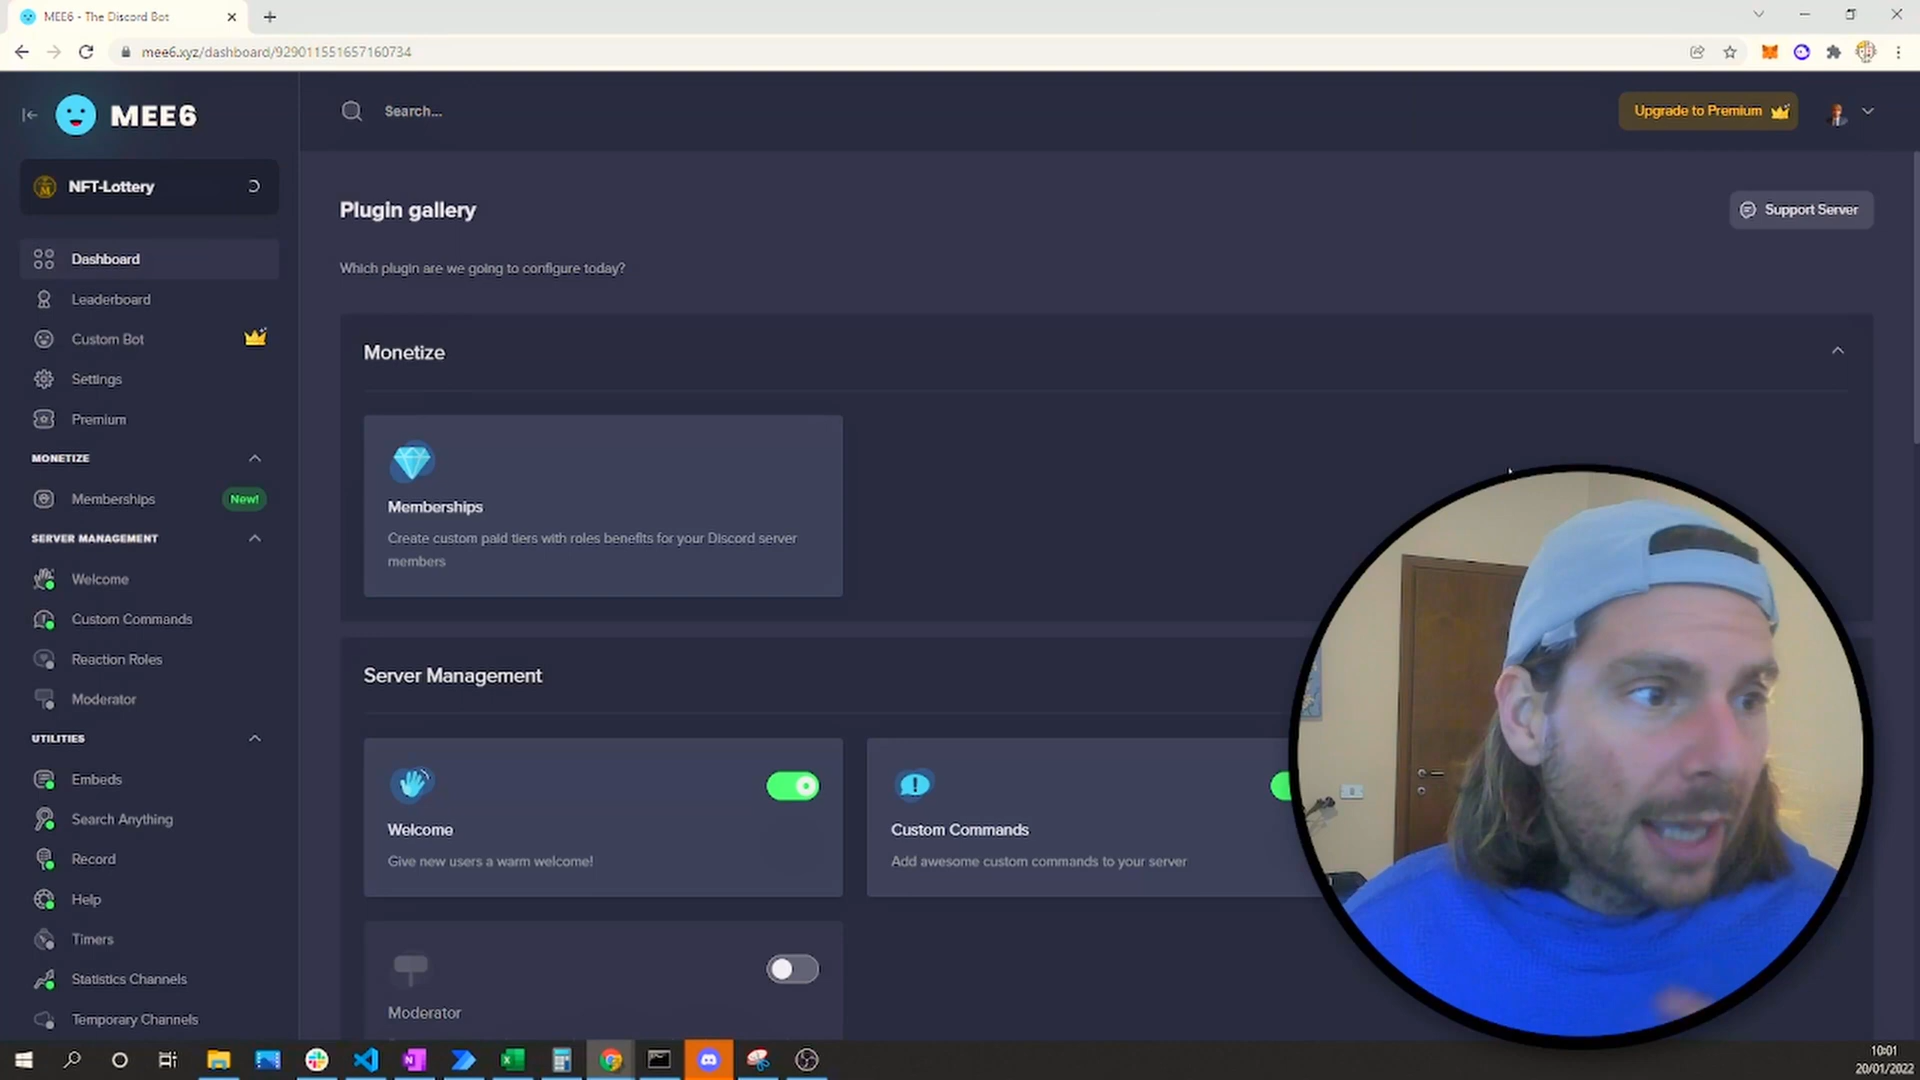 MEE6 - The Discord Bot
mee6.xyz/dashboard/929011551657160734
MEE6
Search...
Upgrade to Premium
NFT-Lottery
Plugin gallery
Support Server
Which plugin are we going to configure today?
Dashboard
Leaderboard
Custom Bot
Settings
Premium
MONETIZE
Memberships
New!
SERVER MANAGEMENT
Welcome
Custom Commands
Reaction Roles
Moderator
UTILITIES
Embeds
Search Anything
Record
Help
Timers
Statistics Channels
Temporary Channels
Monetize
Memberships
Create custom paid tiers with roles benefits for your Discord server
members
Server Management
Welcome
Give new users a warm welcome!
Custom Commands
Add awesome custom commands to your server
Moderator
10:01
20/01/2022